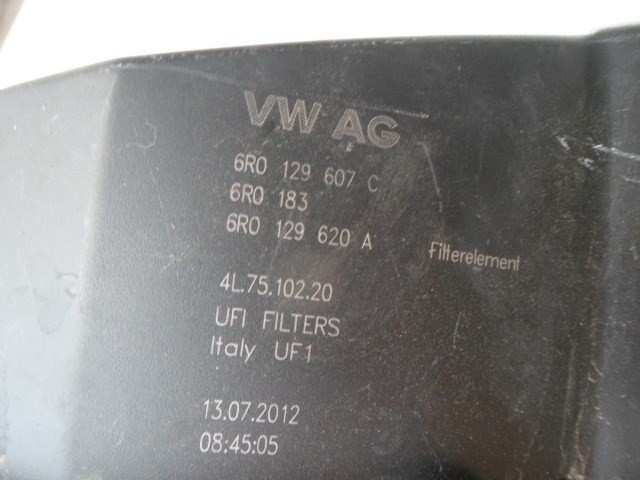 VW AG
6R0 129 607 C
6R0 183
6R0 129 620 A Filterelement
4L.75.102.20
UFI FILTERS
Italy UF1
13.07.2012
08:45:05